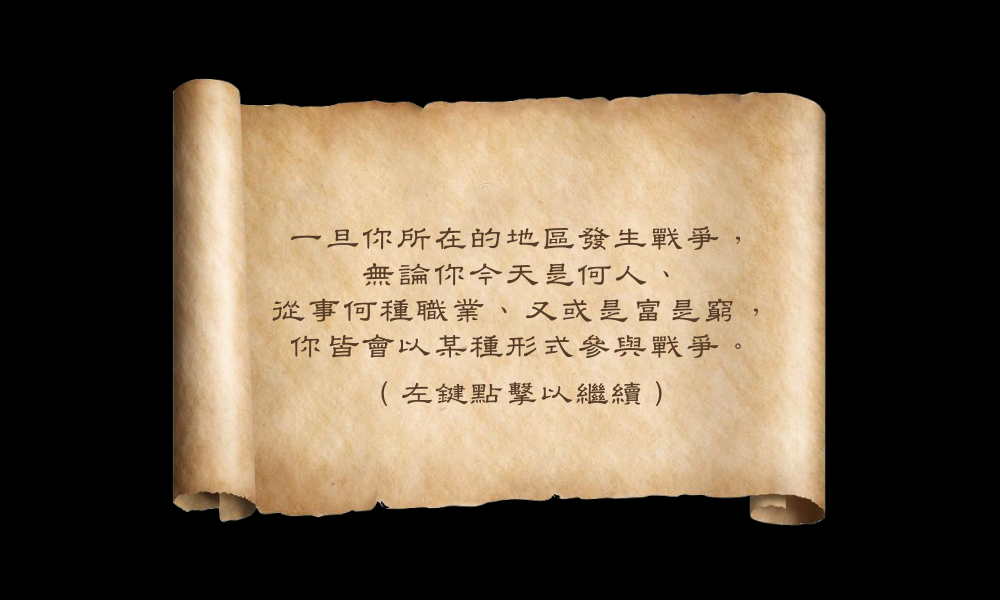 一旦你所在的地區發生戰爭，
無論你今天是何人、
從事何種職業、又或是富是窮，
你皆會以某種形式參與戰爭。
（左鍵點擊以繼續）